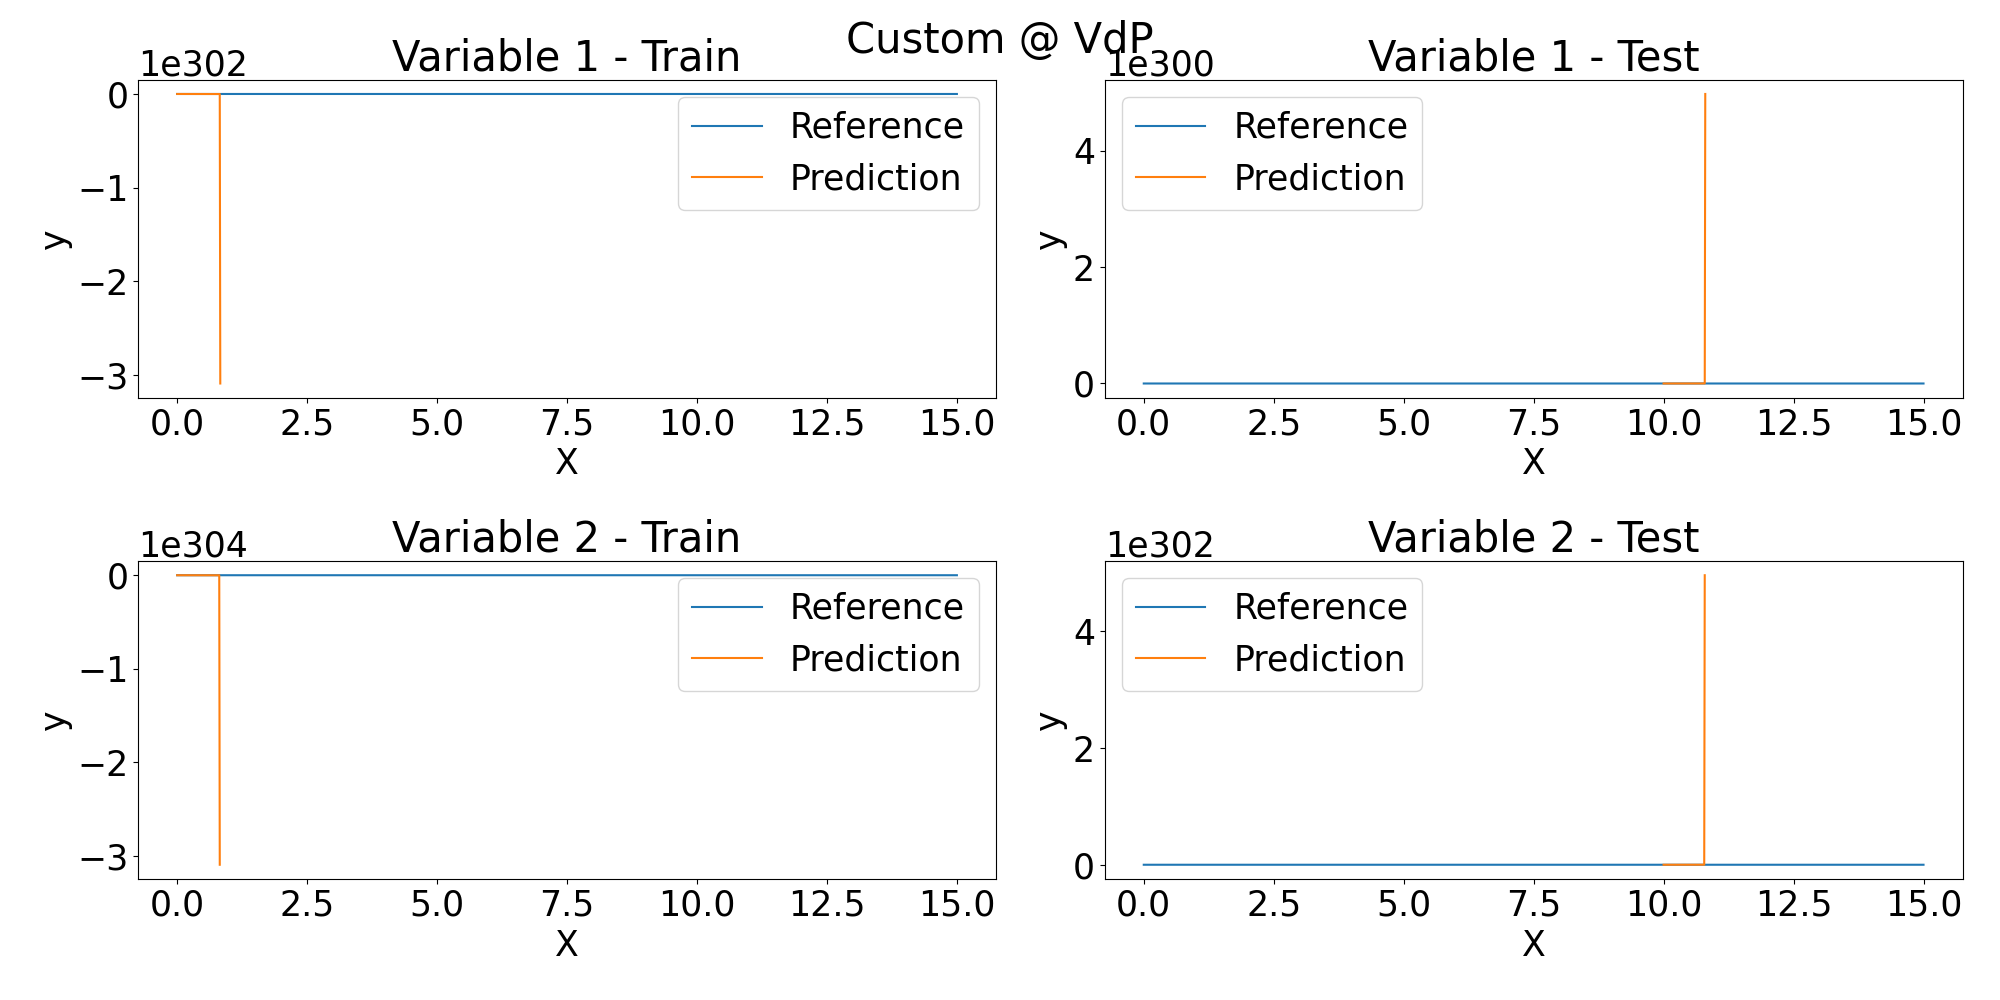 Custom @ VdP
Variable 1 - Train
1e302
0
−1
−2
−3
y
Reference
Prediction
0.0 2.5 5.0 7.5 10.0 12.5 15.0
X
Variable 1 - Test
1e300
4
2
0
y
Reference
Prediction
0.0 2.5 5.0 7.5 10.0 12.5 15.0
X
Variable 2 - Train
1e304
0
−1
−2
−3
y
Reference
Prediction
0.0 2.5 5.0 7.5 10.0 12.5 15.0
X
Variable 2 - Test
1e302
4
2
0
y
Reference
Prediction
0.0 2.5 5.0 7.5 10.0 12.5 15.0
X